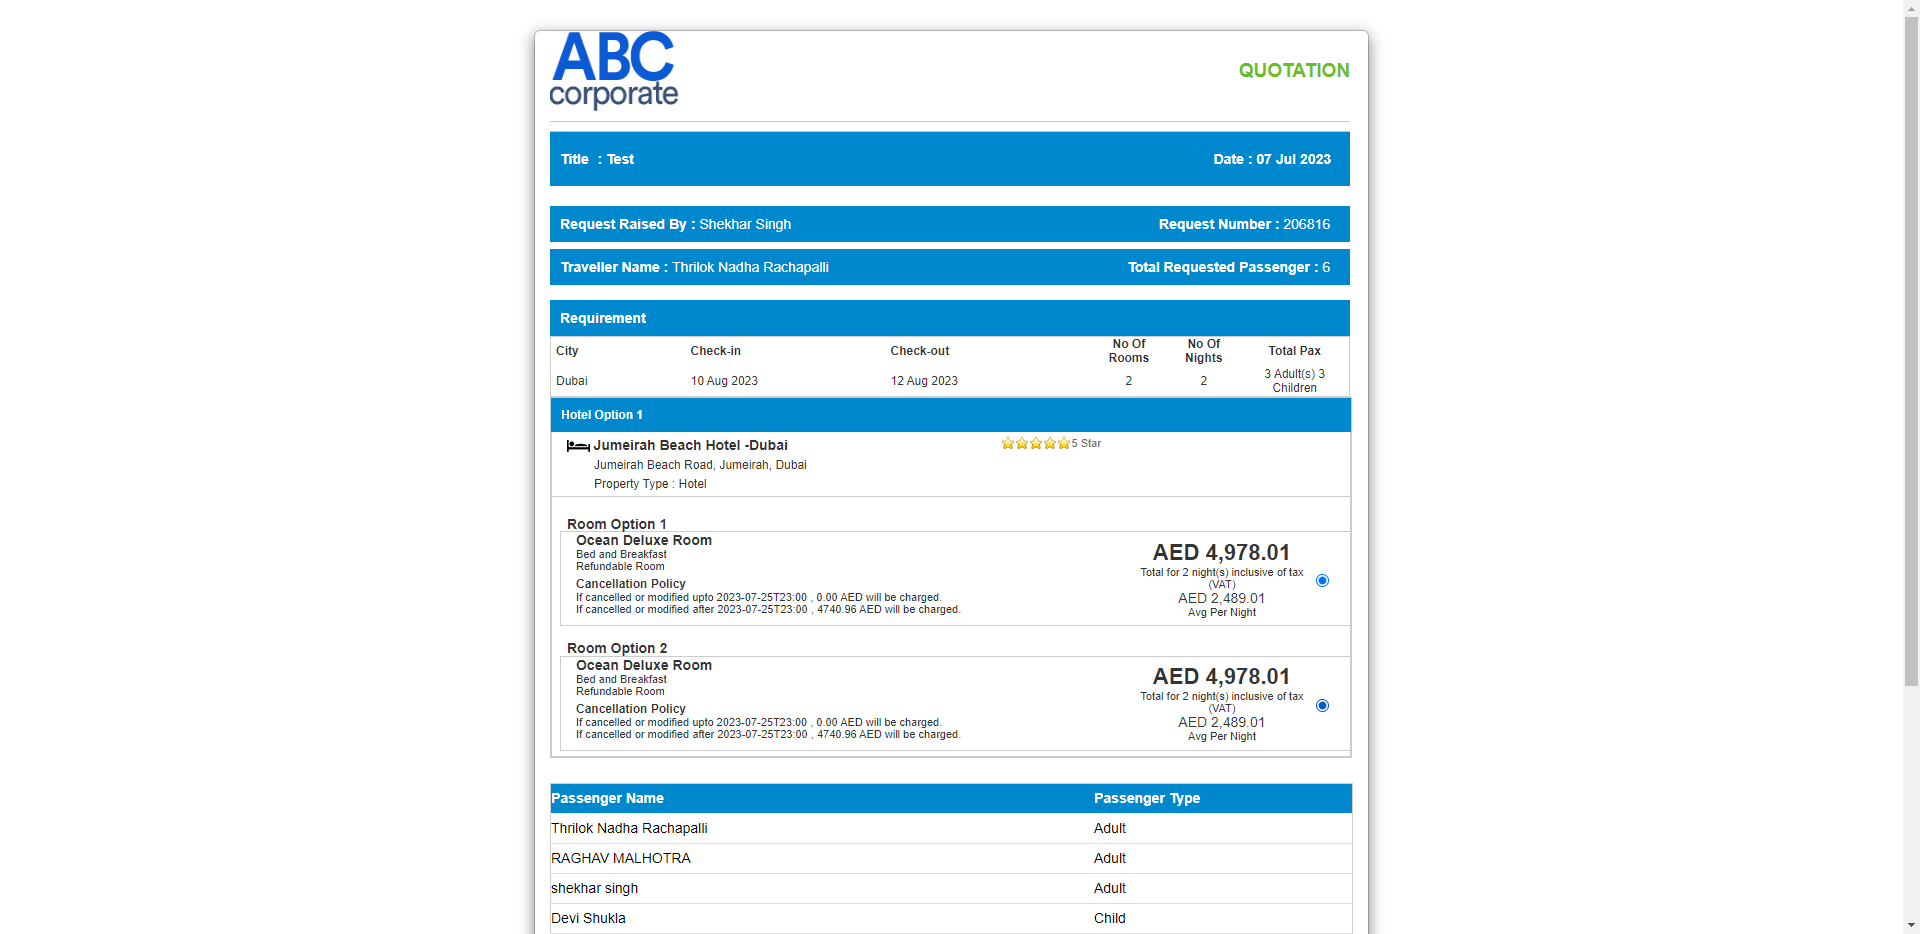 ABC
corporate
QUOTATION
Title : Test
Date : 07 Jul 2023
Request Raised By : Shekhar Singh
Request Number : 206816
Traveller Name : Thrilok Nadha Rachapalli
Total Requested Passenger : 6
Requirement
City Check-in Check-out No Of Rooms No Of Nights Total Pax
Dubai 10 Aug 2023 12 Aug 2023 2 2 3 Adult(s) 3 Children
Hotel Option 1
Jumeirah Beach Hotel -Dubai
5 Star
Jumeirah Beach Road, Jumeirah, Dubai
Property Type : Hotel
Room Option 1
Ocean Deluxe Room
Bed and Breakfast
Refundable Room
Cancellation Policy
If cancelled or modified upto 2023-07-25T23:00 , 0.00 AED will be charged.
If cancelled or modified after 2023-07-25T23:00 , 4740.96 AED will be charged.
AED 4,978.01
Total for 2 night(s) inclusive of tax
(VAT)
AED 2,489.01
Avg Per Night
Room Option 2
Ocean Deluxe Room
Bed and Breakfast
Refundable Room
Cancellation Policy
If cancelled or modified upto 2023-07-25T23:00 , 0.00 AED will be charged.
If cancelled or modified after 2023-07-25T23:00 , 4740.96 AED will be charged.
AED 4,978.01
Total for 2 night(s) inclusive of tax
(VAT)
AED 2,489.01
Avg Per Night
Passenger Name Passenger Type
Thrilok Nadha Rachapalli Adult
RAGHAV MALHOTRA Adult
shekhar singh Adult
Devi Shukla Child